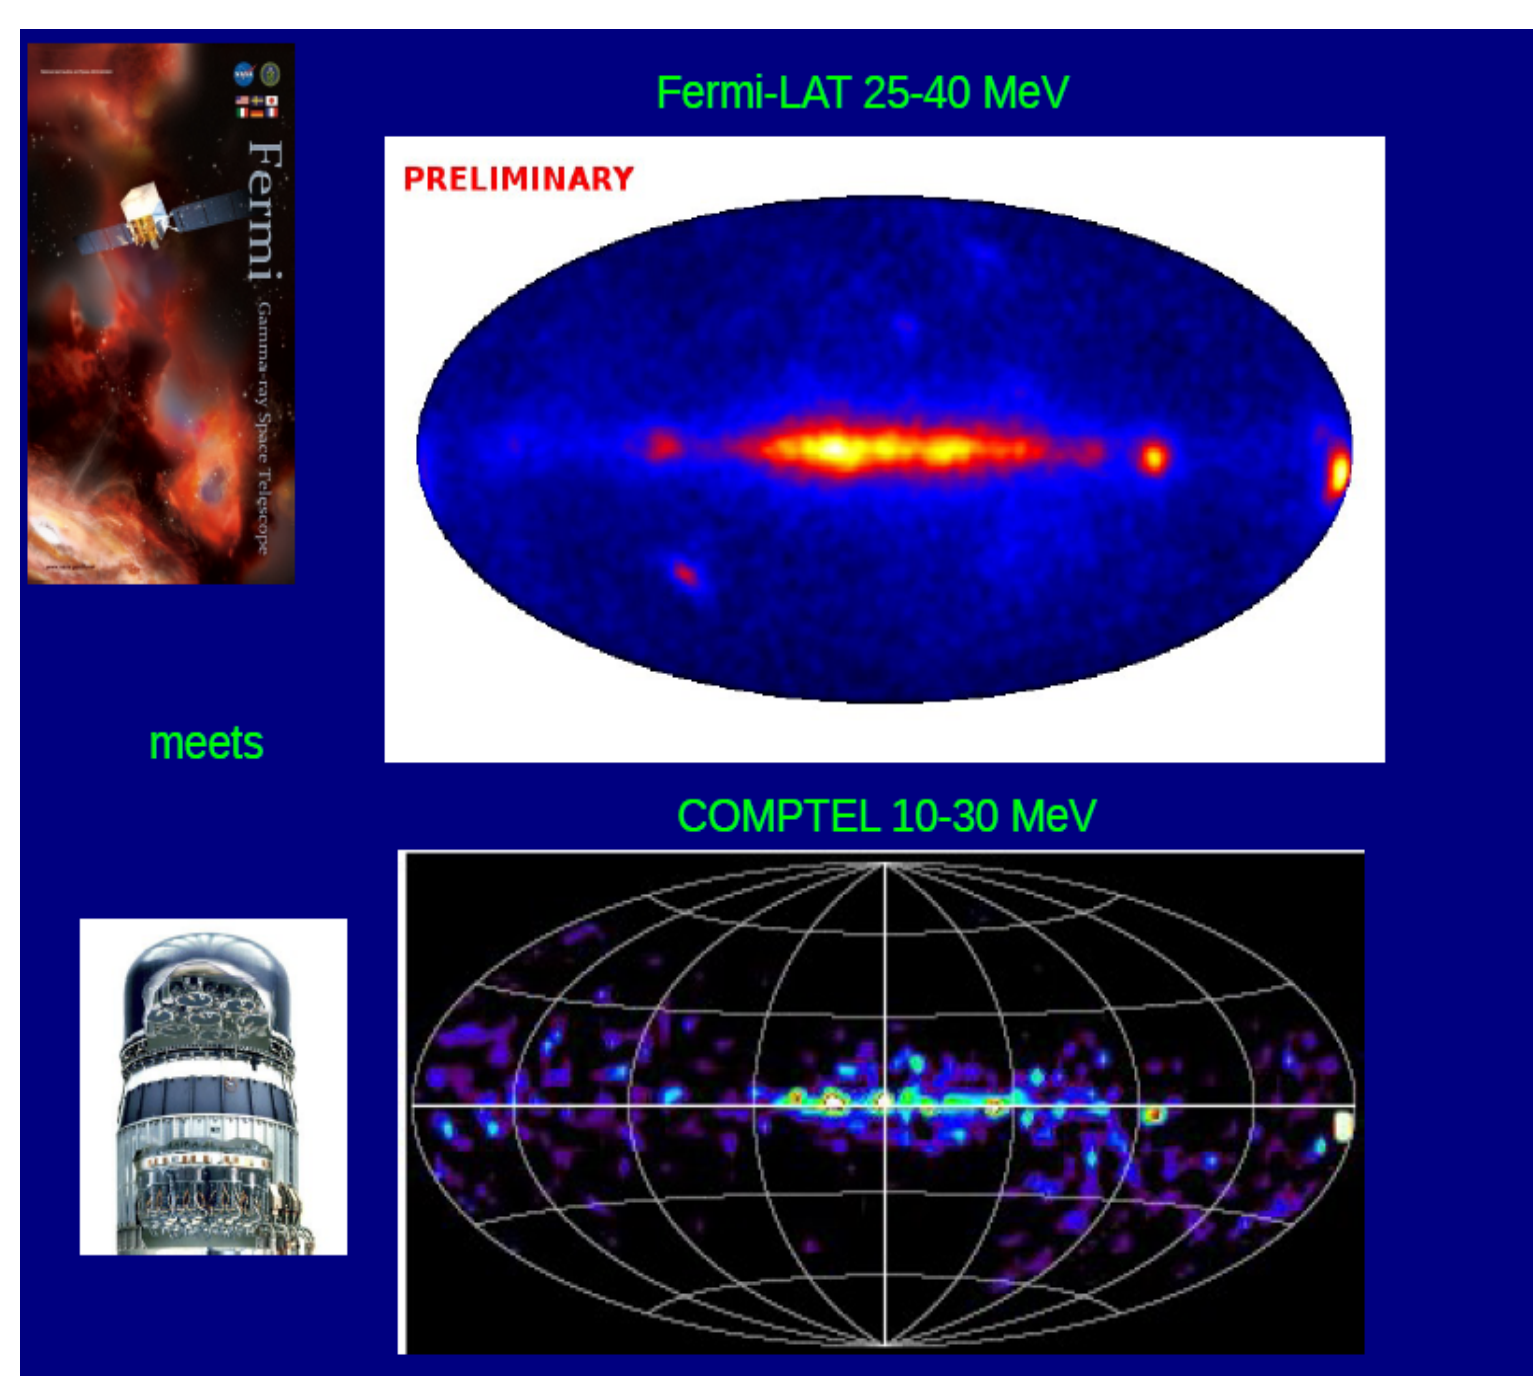 Fermi-LAT 25-40 MeV
PRELIMINARY
Fermi
Gamma-ray Space Telescope
meets
COMPTEL 10-30 MeV